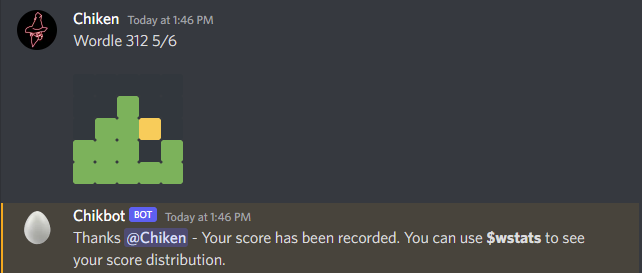 Chiken Today at 1:46 PM
Wordle 312 5/6
Chikbot BOT Today at 1:46 PM
Thanks @Chiken - Your score has been recorded. You can use $wstats to see
your score distribution.